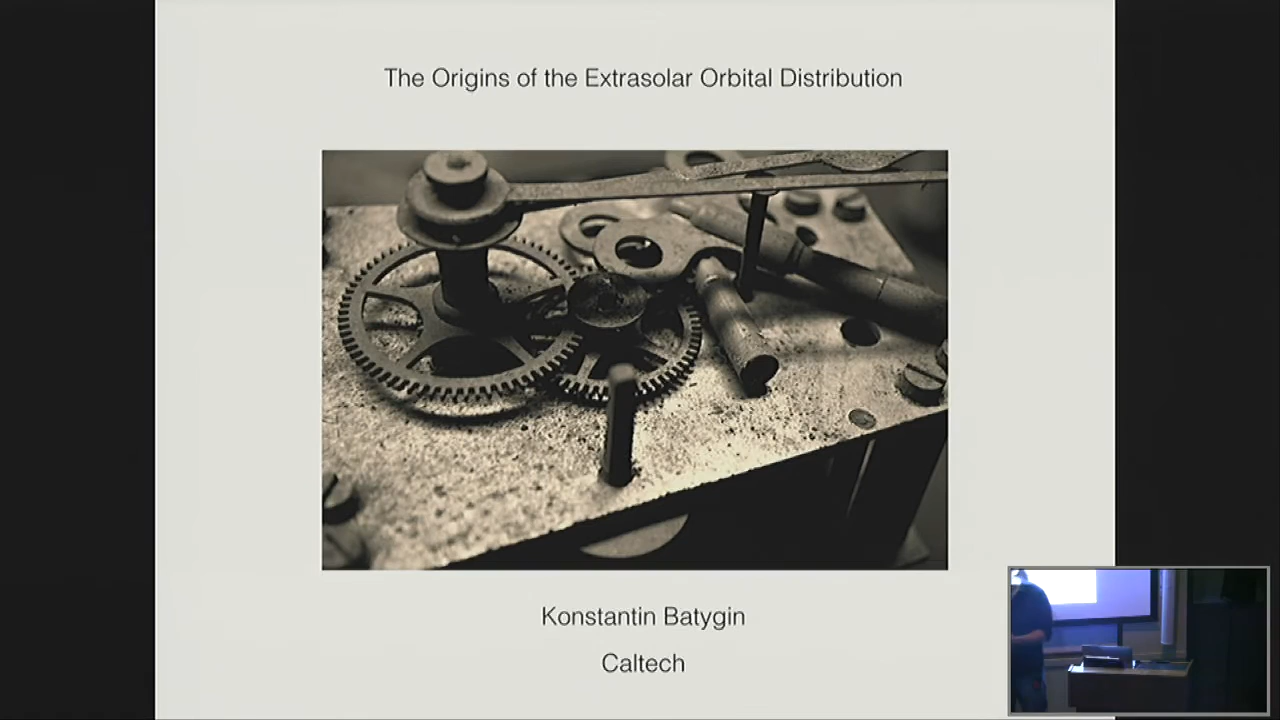 The Origins of the Extrasolar Orbital Distribution
Konstantin Batygin
Caltech